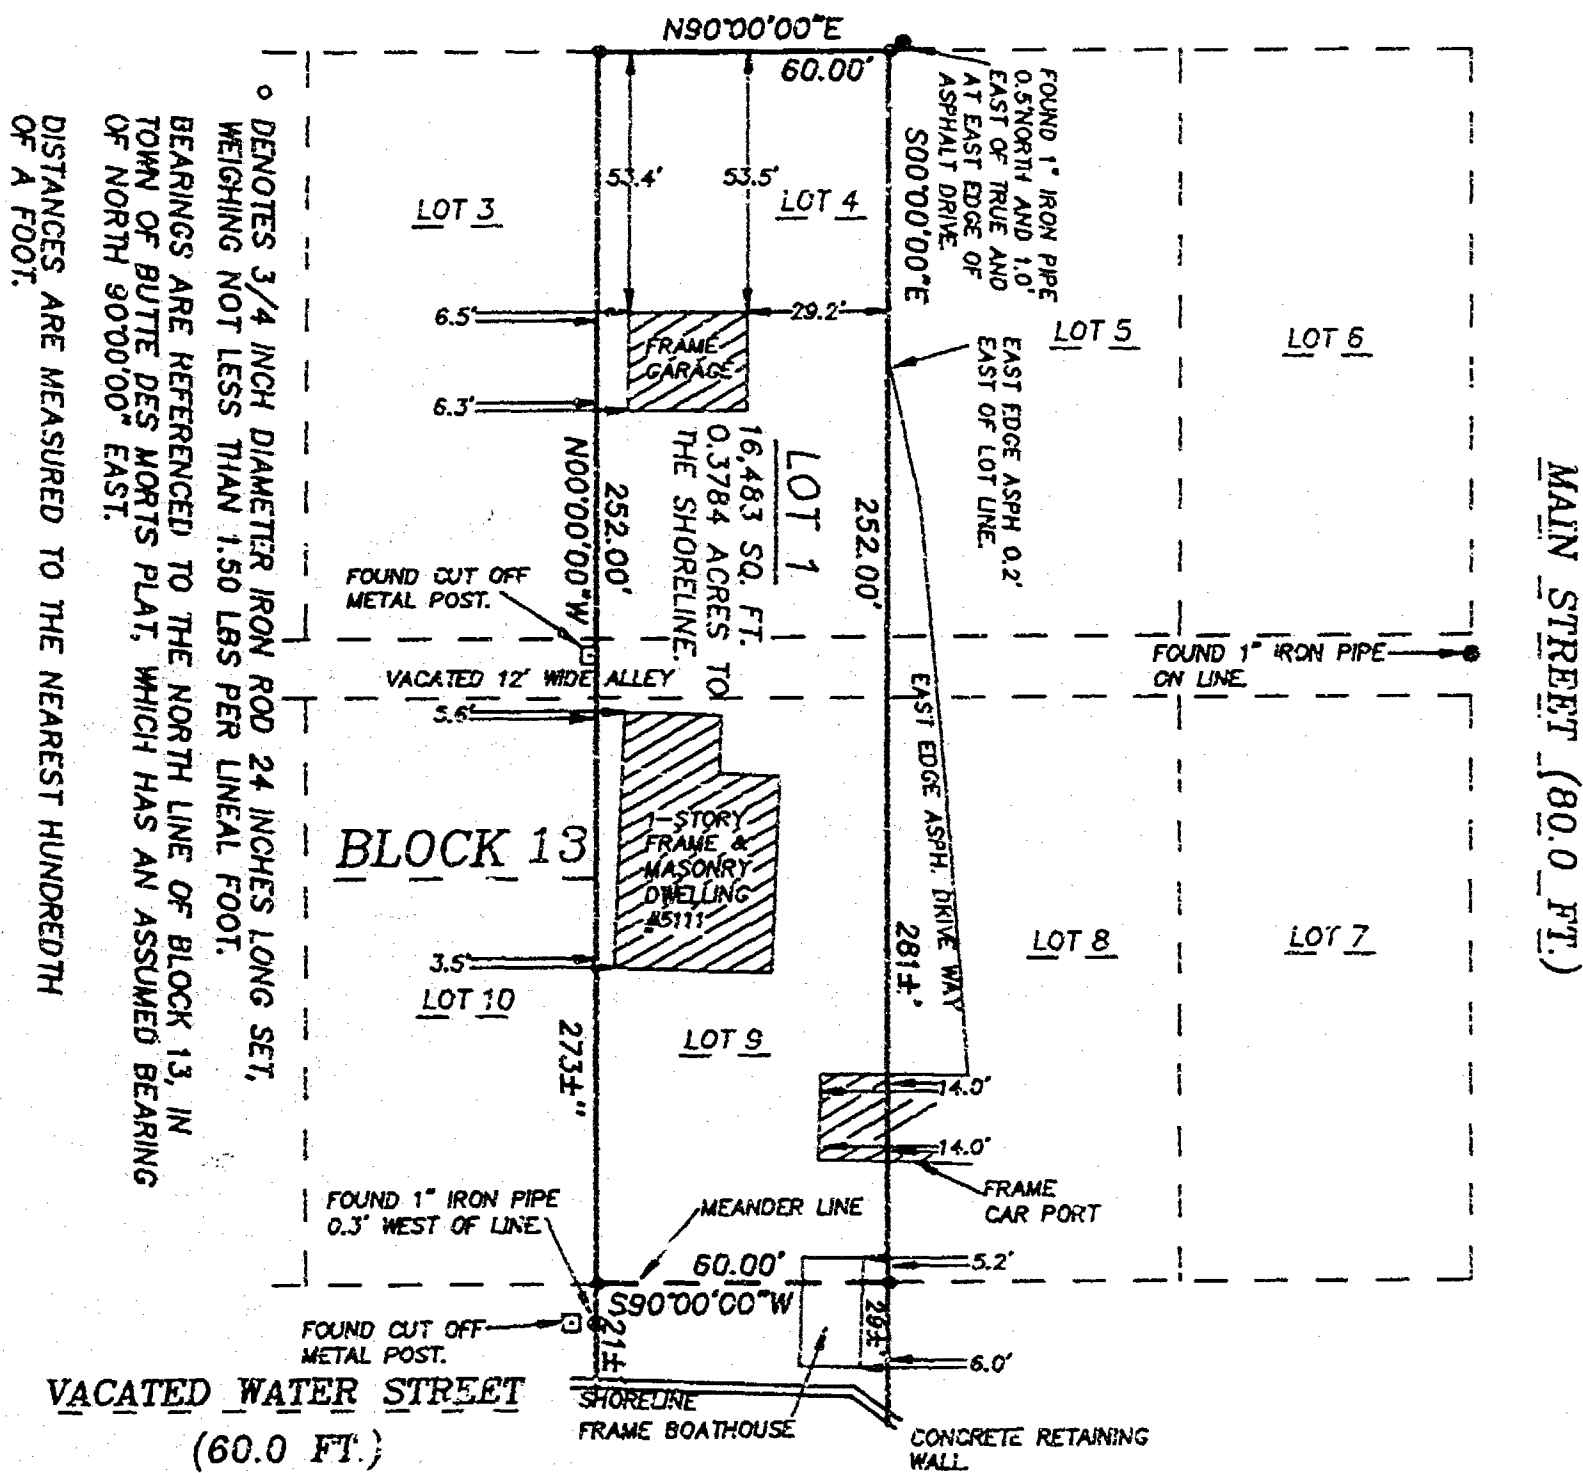 N90°00'00"E
60.00'
FOUND 1" IRON PIPE
0.5'NORTH AND 1.0'
EAST OF TRUE AND
AT EAST EDGE OF
ASPHALT DRIVE.
S00°00'00"E
53.4'
53.5'
LOT 3
LOT 4
LOT 5
LOT 6
6.5'
29.2'
FRAME
GARAGE
6.3'
EAST EDGE ASPH 0.2'
EAST OF LOT LINE.
MAIN STREET (80.0 FT.)
LOT 1
16,483 SQ. FT.
0.3784 ACRES TO
THE SHORELINE.
252.00'
N00°00'00"W
252.00'
FOUND CUT OFF
METAL POST.
VACATED 12' WIDE ALLEY
FOUND 1" IRON PIPE
ON LINE.
EAST EDGE ASPH. DRIVE WAY
5.6'
BLOCK 13
1-STORY
FRAME &
MASONRY
DWELLING
#5111
3.5'
LOT 10
LOT 9
LOT 8
LOT 7
281±'
273±"
14.0'
14.0'
FRAME
CAR PORT
FOUND 1" IRON PIPE
0.3' WEST OF LINE.
MEANDER LINE
60.00'
S90°00'00"W
5.2'
21±
6.0'
FOUND CUT OFF
METAL POST.
VACATED WATER STREET
(60.0 FT.)
SHORELINE
FRAME BOATHOUSE
CONCRETE RETAINING
WALL
° DENOTES 3/4 INCH DIAMETER IRON ROD 24 INCHES LONG SET,
WEIGHING NOT LESS THAN 1.50 LBS PER LINEAL FOOT.
BEARINGS ARE REFERENCED TO THE NORTH LINE OF BLOCK 13, IN
TOWN OF BUTTE DES MORTS PLAT, WHICH HAS AN ASSUMED BEARING
OF NORTH 90°00'00" EAST.
DISTANCES ARE MEASURED TO THE NEAREST HUNDREDTH
OF A FOOT.